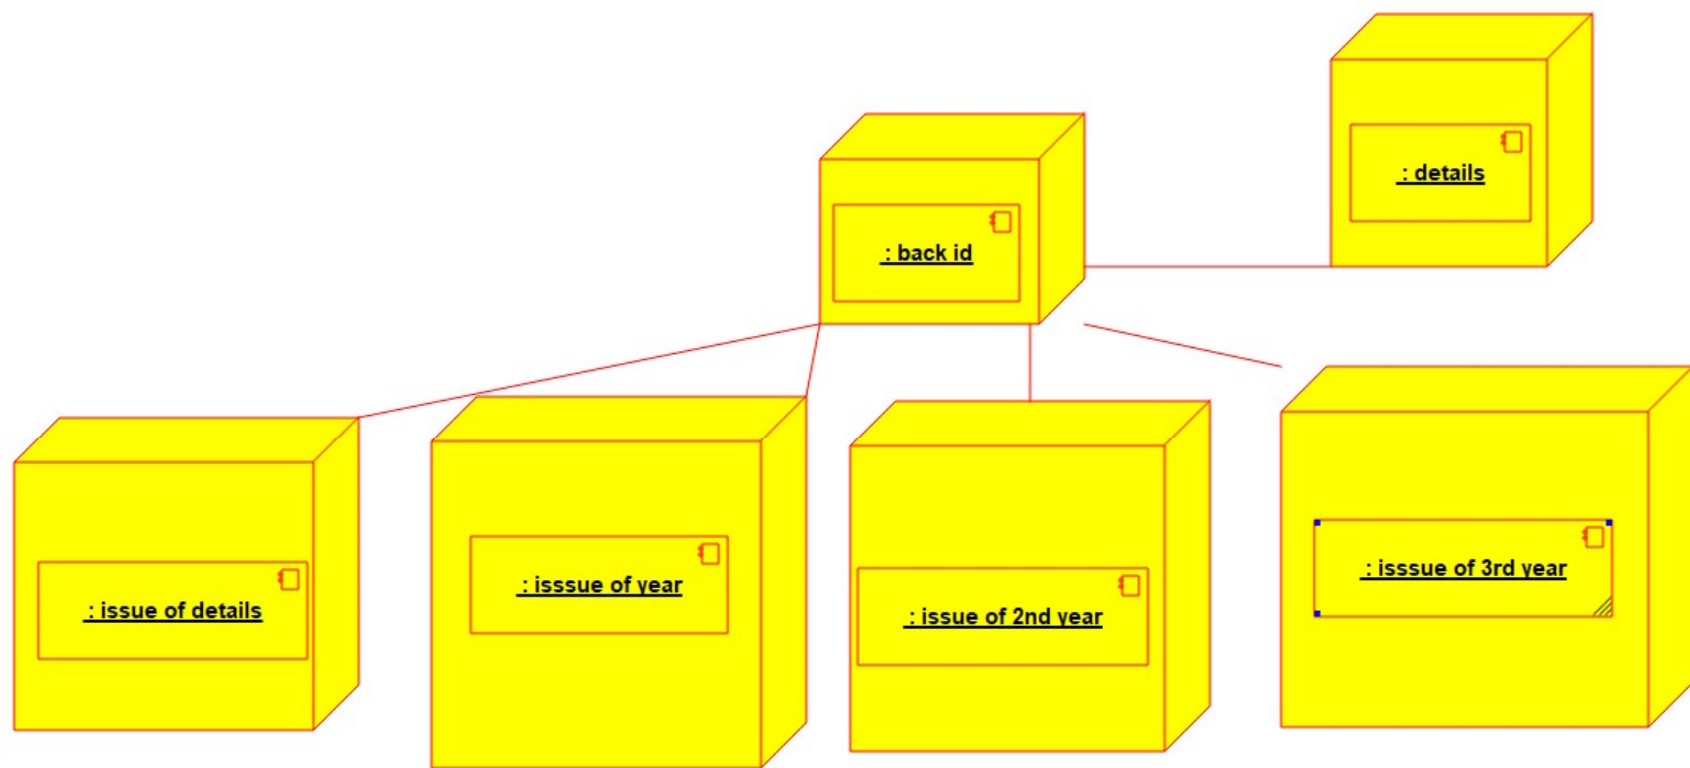 : details
: back id
: issue of details
: isssue of year
: issue of 2nd year
: isssue of 3rd year